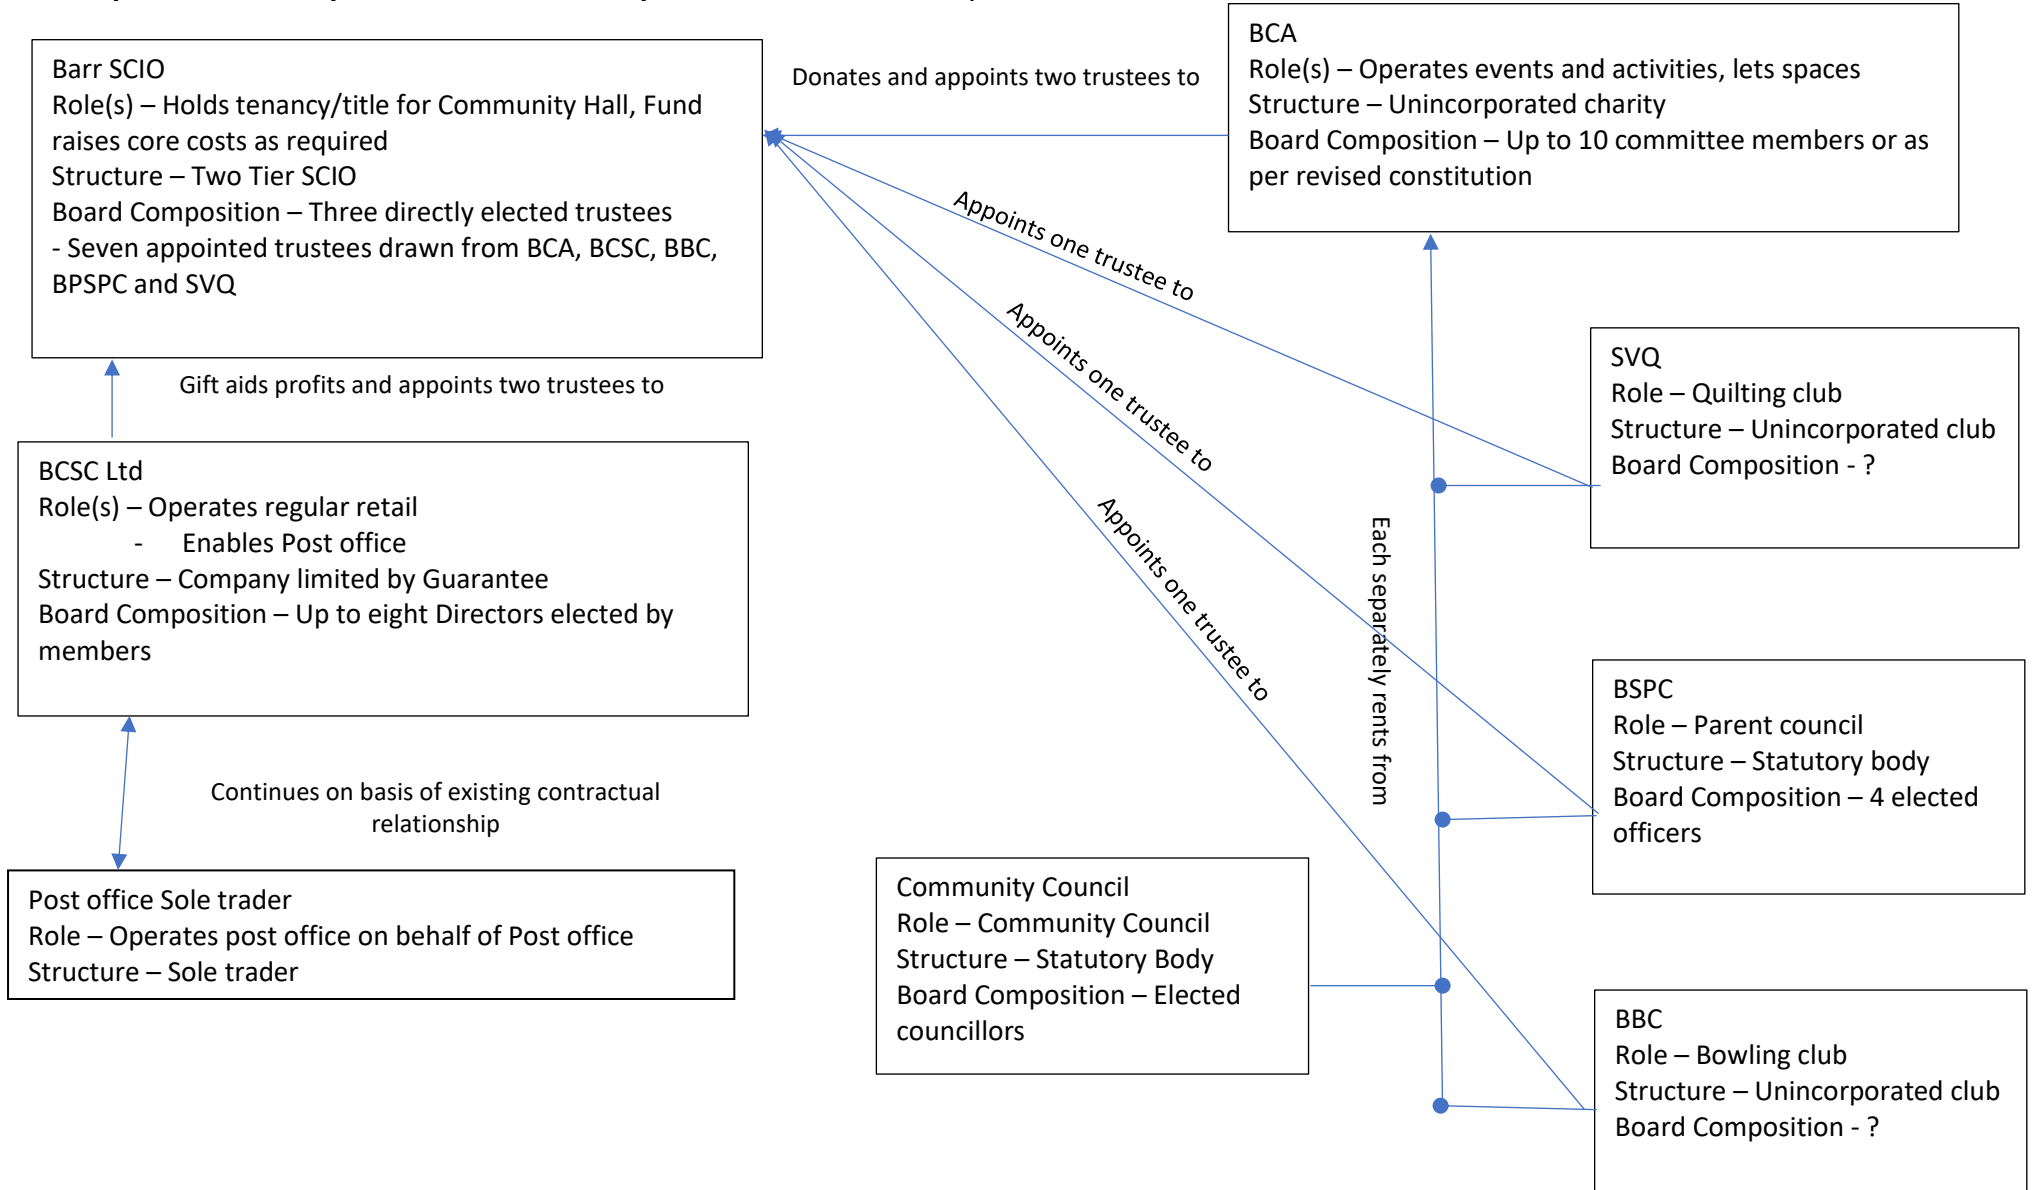 Barr SCIO
Role(s) – Holds tenancy/title for Community Hall, Fund
raises core costs as required
Structure – Two Tier SCIO
Board Composition – Three directly elected trustees
- Seven appointed trustees drawn from BCA, BCSC, BBC,
BPSPC and SVQ
Donates and appoints two trustees to
BCA
Role(s) – Operates events and activities, lets spaces
Structure – Unincorporated charity
Board Composition – Up to 10 committee members or as
per revised constitution
Gift aids profits and appoints two trustees to
Appoints one trustee to
Appoints one trustee to
Appoints one trustee to
Each separately rents from
SVQ
Role – Quilting club
Structure – Unincorporated club
Board Composition - ?
BCSC Ltd
Role(s) – Operates regular retail
- Enables Post office
Structure – Company limited by Guarantee
Board Composition – Up to eight Directors elected by
members
Continues on basis of existing contractual
relationship
BSPC
Role – Parent council
Structure – Statutory body
Board Composition – 4 elected
officers
Post office Sole trader
Role – Operates post office on behalf of Post office
Structure – Sole trader
Community Council
Role – Community Council
Structure – Statutory Body
Board Composition – Elected
councillors
BBC
Role – Bowling club
Structure – Unincorporated club
Board Composition - ?